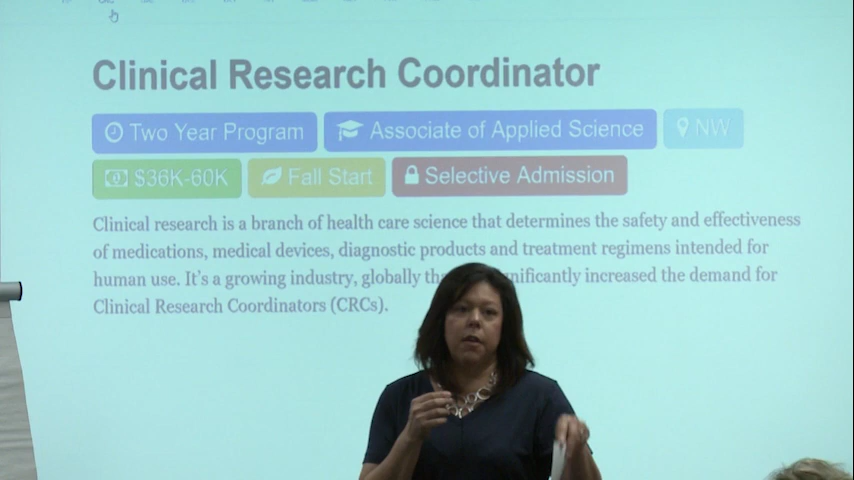 Clinical Research Coordinator
Two Year Program Associate of Applied Science NW
$36K-60K Fall Start Selective Admission
Clinical research is a branch of health care science that determines the safety and effectiveness
of medications, medical devices, diagnostic products and treatment regimens intended for
human use. It's a growing industry, globally significantly increased the demand for
Clinical Research Coordinators (CRCs).